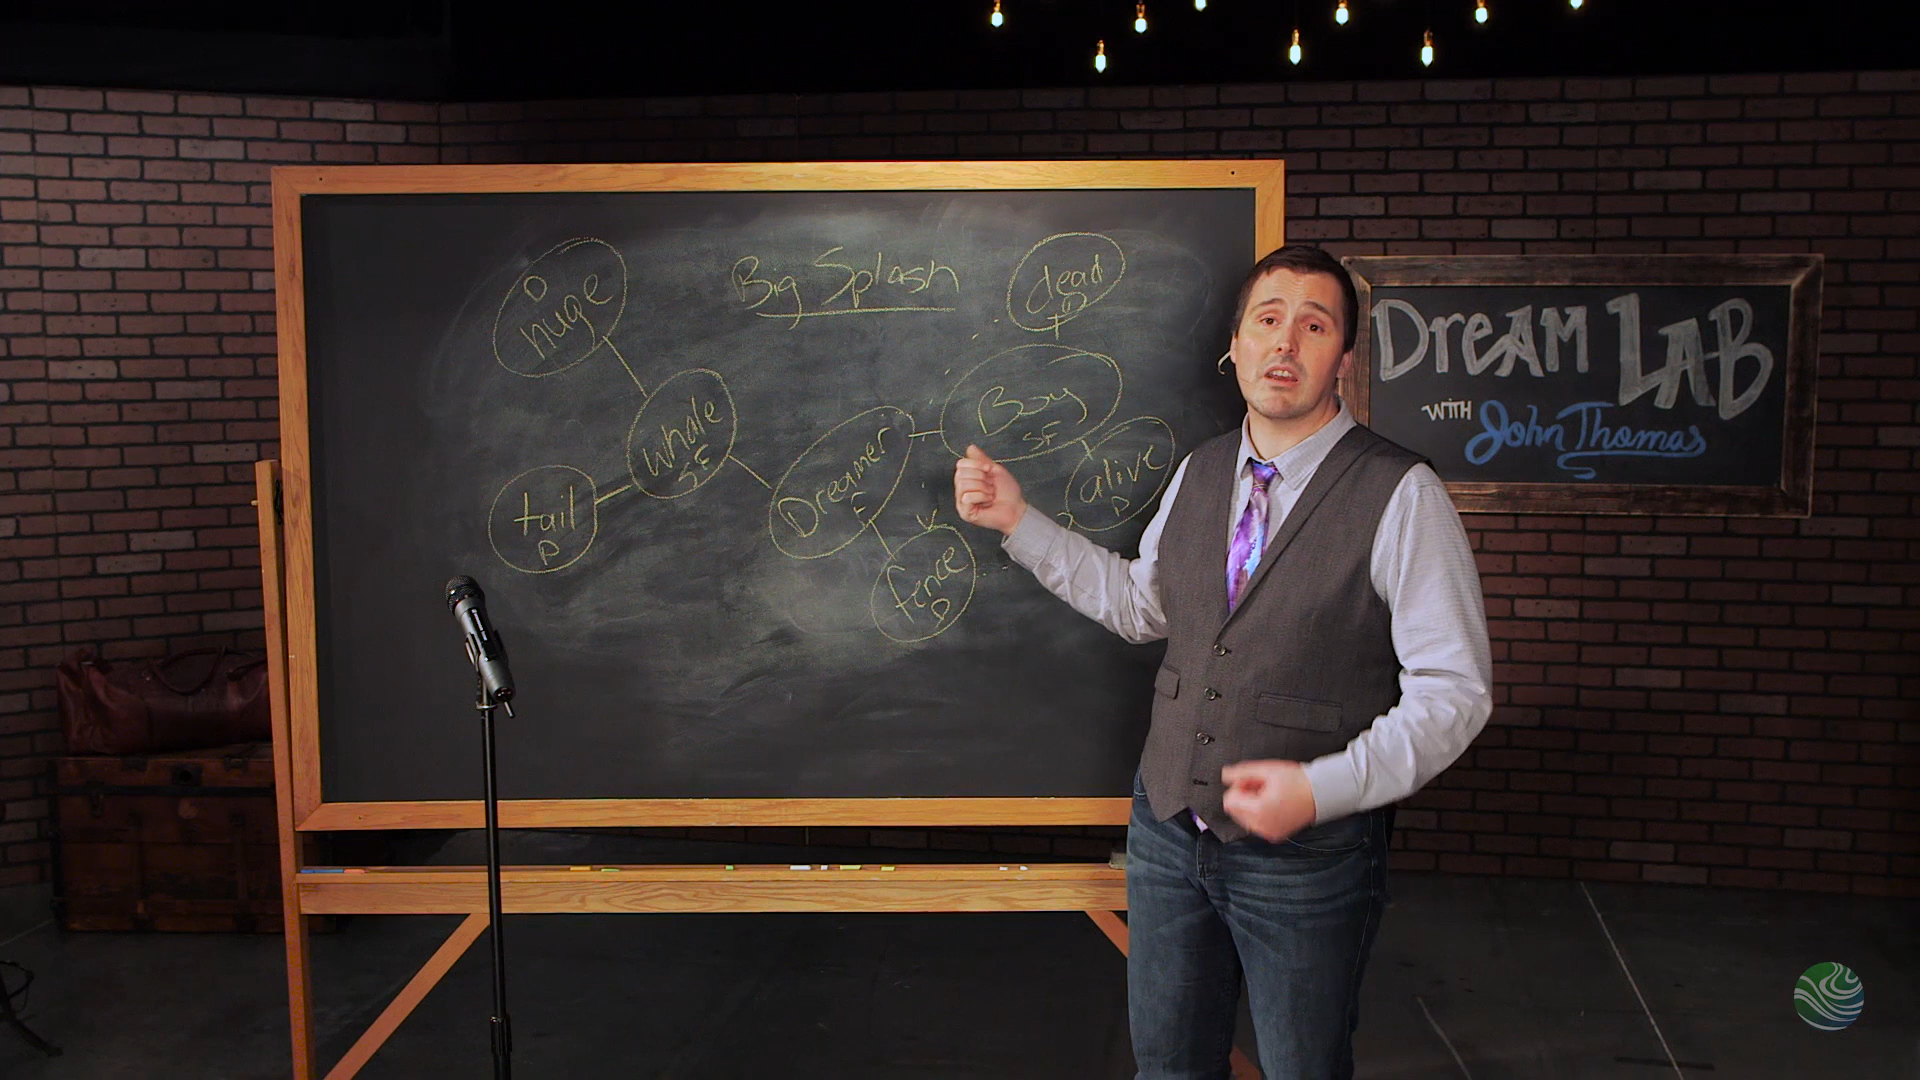 Big Splash
D
huge
whale
SF
tail
D
Dreamer
F
fence
D
Boy
SF
dead
D
alive
D
Dream LAB
WITH John Thomas